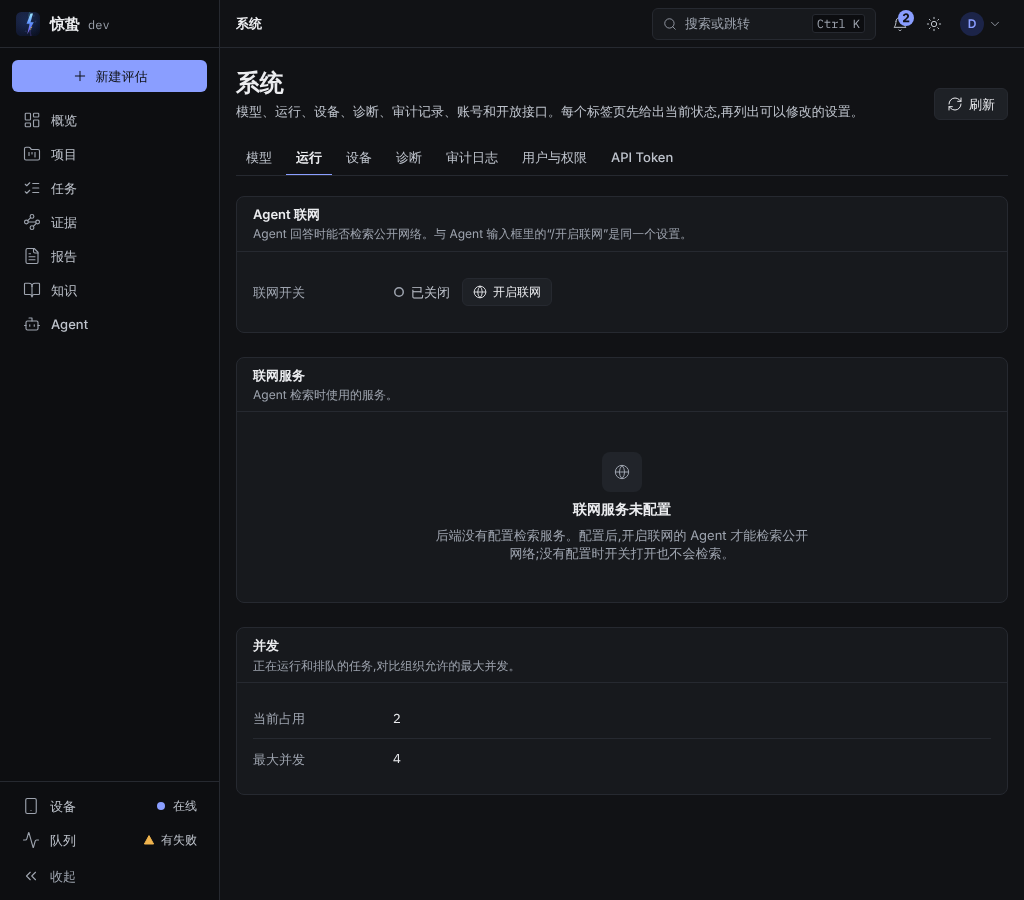 惊蛰 dev
系统
搜索或跳转 Ctrl K
2
D
新建评估
概览
项目
任务
证据
报告
知识
Agent
设备 在线
队列 有失败
收起
系统
模型、运行、设备、诊断、审计记录、账号和开放接口。每个标签页先给出当前状态,再列出可以修改的设置。
刷新
模型 运行 设备 诊断 审计日志 用户与权限 API Token
Agent 联网
Agent 回答时能否检索公开网络。与 Agent 输入框里的“/开启联网”是同一个设置。
联网开关 已关闭 开启联网
联网服务
Agent 检索时使用的服务。
联网服务未配置
后端没有配置检索服务。配置后,开启联网的 Agent 才能检索公开
网络;没有配置时开关打开也不会检索。
并发
正在运行和排队的任务,对比组织允许的最大并发。
当前占用 2
最大并发 4